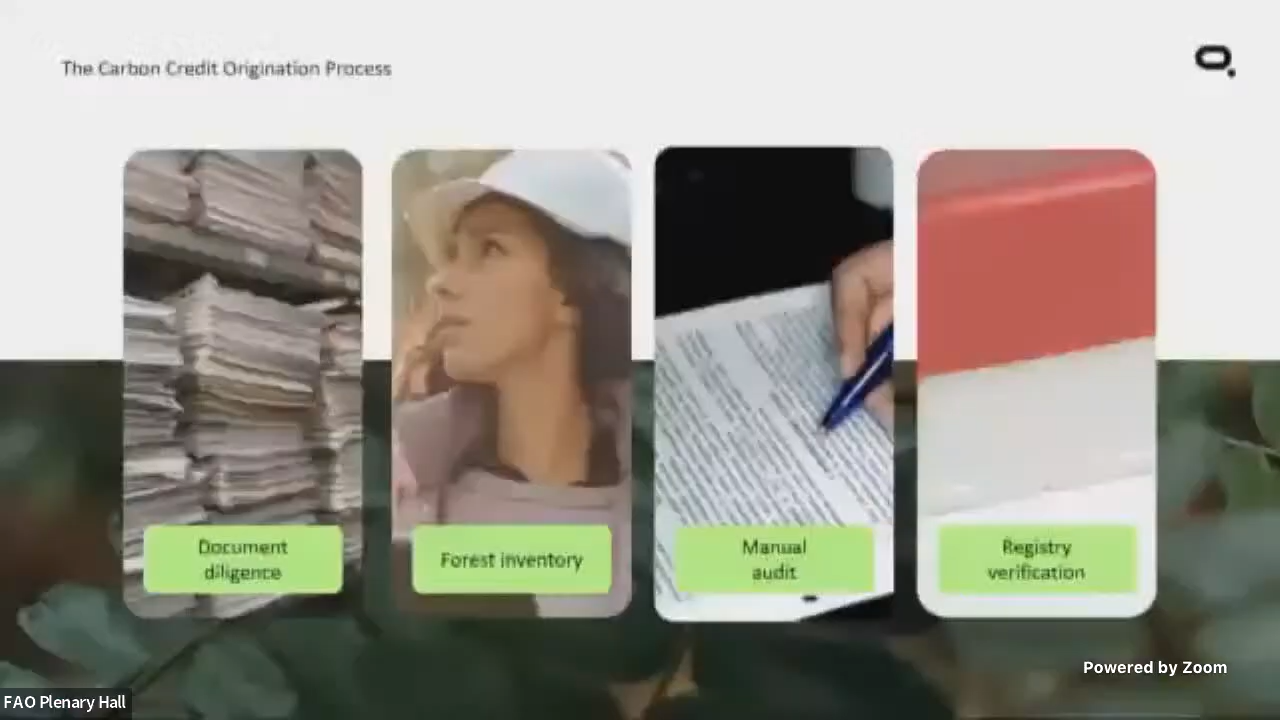 The Carbon Credit Origination Process
Document
diligence
Forest inventory
Manual
audit
Registry
verification
Powered by Zoom
FAO Plenary Hall